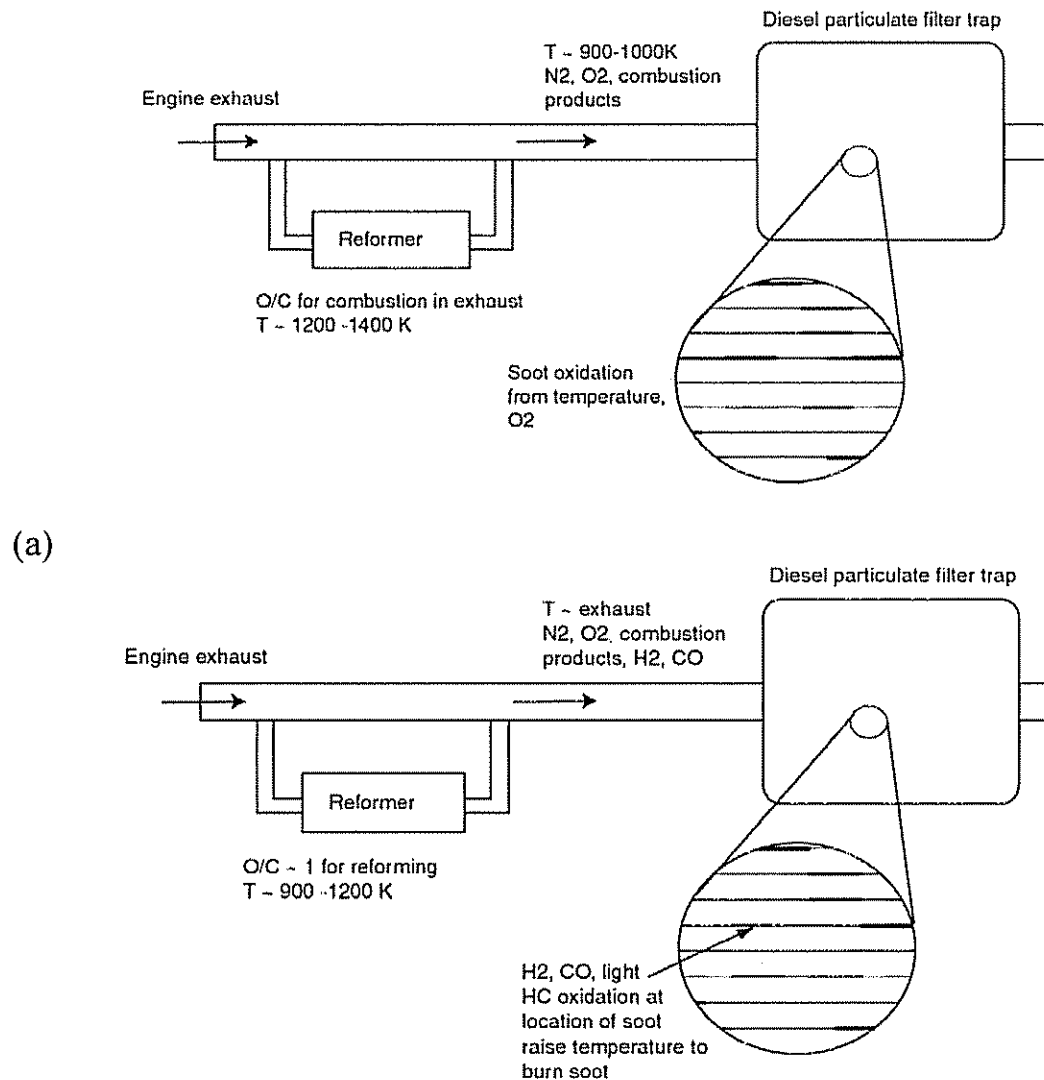 Diesel particulate filter trap
T ~ 900-1000K
N2, O2, combustion
products
Engine exhaust
Reformer
O/C for combustion in exhaust
T ~ 1200 -1400 K
Soot oxidation
from temperature,
O2
(a)
Diesel particulate filter trap
T ~ exhaust
N2, O2, combustion
products, H2, CO
Engine exhaust
Reformer
O/C ~ 1 for reforming
T ~ 900 -1200 K
H2, CO, light
HC oxidation at
location of soot
raise temperature to
burn soot